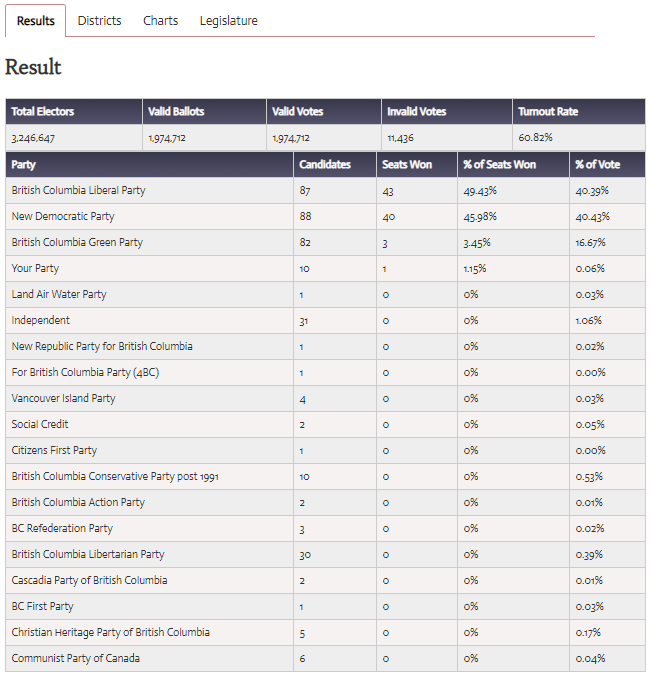 Results Districts Charts Legislature
Result
Total Electors Valid Ballots Valid Votes Invalid Votes Turnout Rate
3,246,647 1,974,712 1,974,712 11,436 60.82%
Party Candidates Seats Won % of Seats Won % of Vote
British Columbia Liberal Party 87 43 49.43% 40.39%
New Democratic Party 88 40 45.98% 40.43%
British Columbia Green Party 82 3 3.45% 16.67%
Your Party 10 1 1.15% 0.06%
Land Air Water Party 1 0 0% 0.03%
Independent 31 0 0% 1.06%
New Republic Party for British Columbia 1 0 0% 0.02%
For British Columbia Party (4BC) 1 0 0% 0.00%
Vancouver Island Party 4 0 0% 0.03%
Social Credit 2 0 0% 0.05%
Citizens First Party 1 0 0% 0.00%
British Columbia Conservative Party post 1991 10 0 0% 0.53%
British Columbia Action Party 2 0 0% 0.01%
BC Refederation Party 3 0 0% 0.02%
British Columbia Libertarian Party 30 0 0% 0.39%
Cascadia Party of British Columbia 2 0 0% 0.01%
BC First Party 1 0 0% 0.03%
Christian Heritage Party of British Columbia 5 0 0% 0.17%
Communist Party of Canada 6 0 0% 0.04%